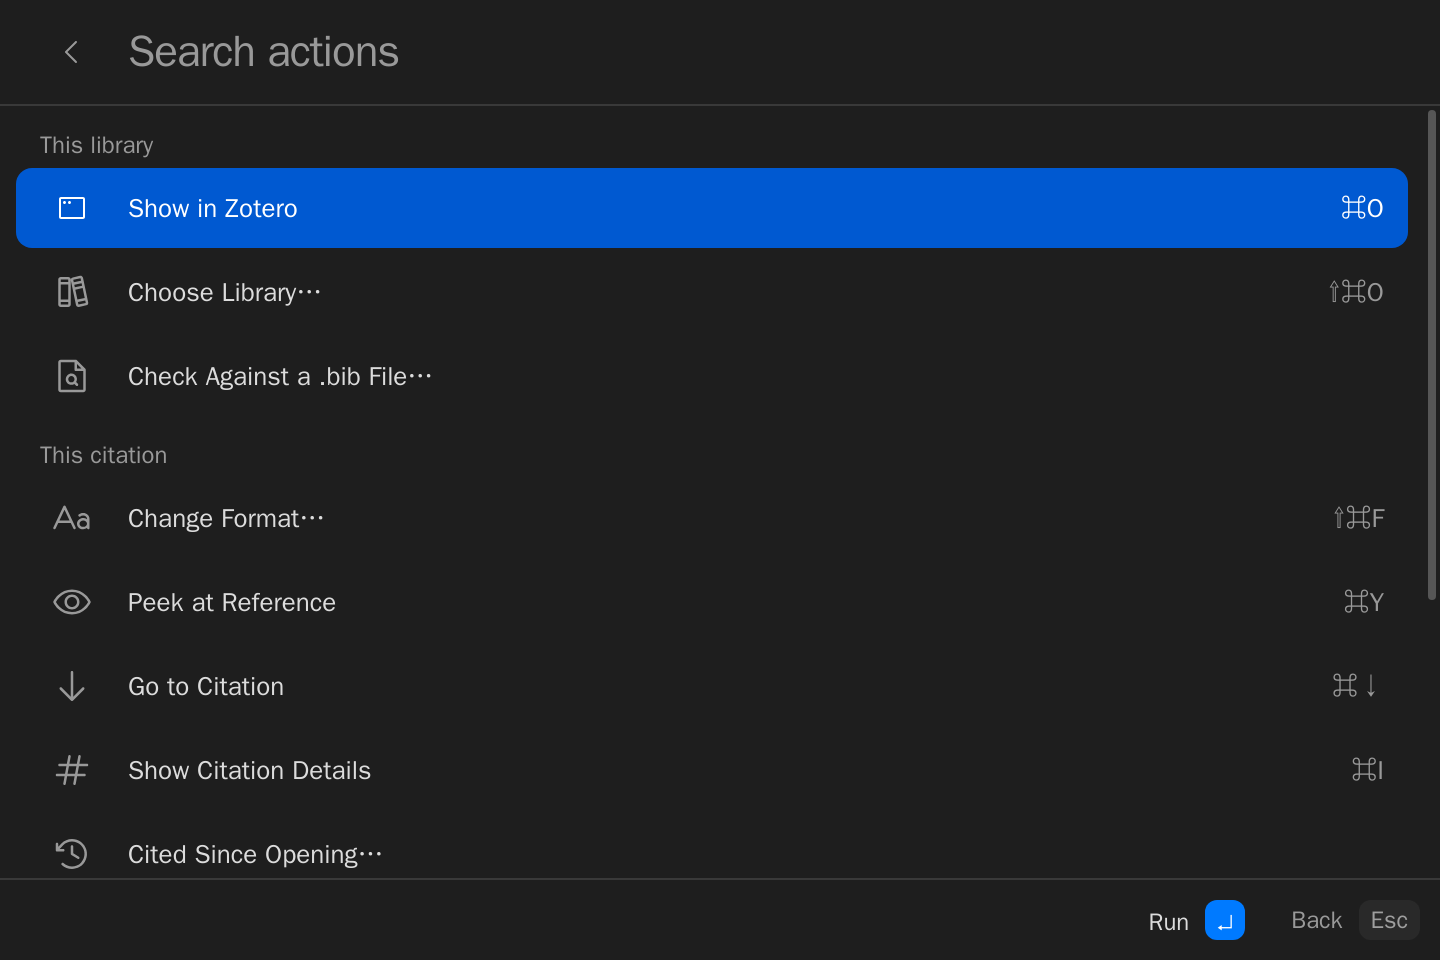 Search actions
This library
Show in Zotero ⌘O
Choose Library… ⇧⌘O
Check Against a .bib File…
This citation
Aa Change Format… ⇧⌘F
Peek at Reference ⌘Y
Go to Citation ⌘↓
# Show Citation Details ⌘I
Cited Since Opening…
Run ↵ Back Esc